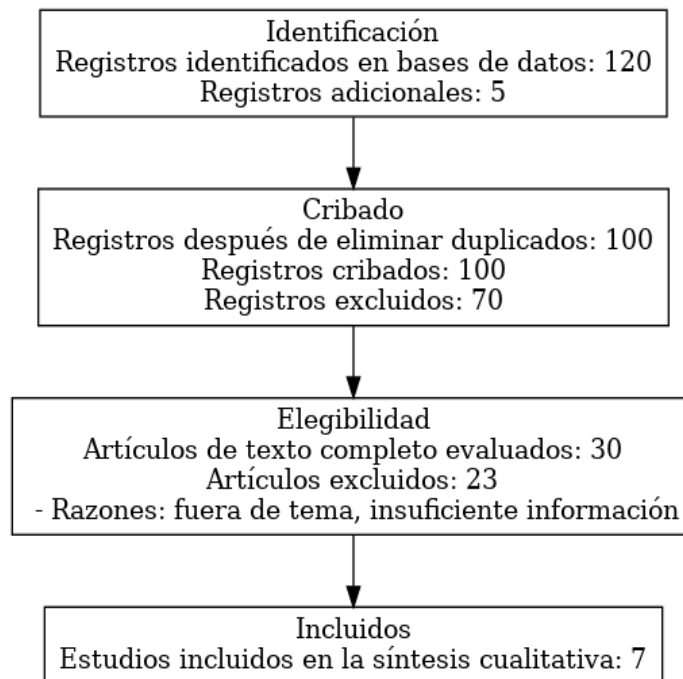 Identificación
Registros identificados en bases de datos: 120
Registros adicionales: 5
Cribado
Registros después de eliminar duplicados: 100
Registros cribados: 100
Registros excluidos: 70
Elegibilidad
Artículos de texto completo evaluados: 30
Artículos excluidos: 23
- Razones: fuera de tema, insuficiente información
Incluidos
Estudios incluidos en la síntesis cualitativa: 7